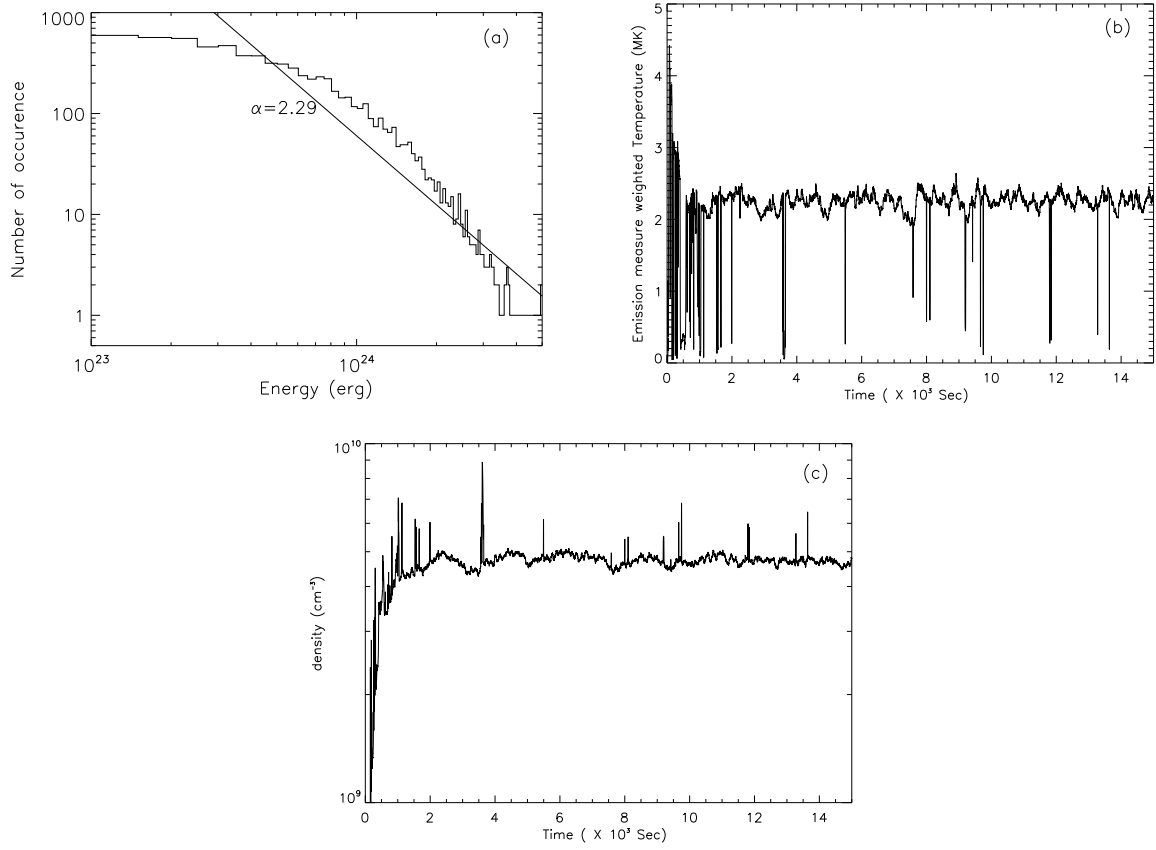 (a)
α=2.29
Number of occurence
1000
100
10
1
10²³
10²⁴
Energy (erg)
(b)
Emission measure weighted Temperature (MK)
5
4
3
2
1
0
0 2 4 6 8 10 12 14
Time ( X 10³ Sec)
(c)
density (cm⁻³)
10¹⁰
10⁹
0 2 4 6 8 10 12 14
Time ( X 10³ Sec)